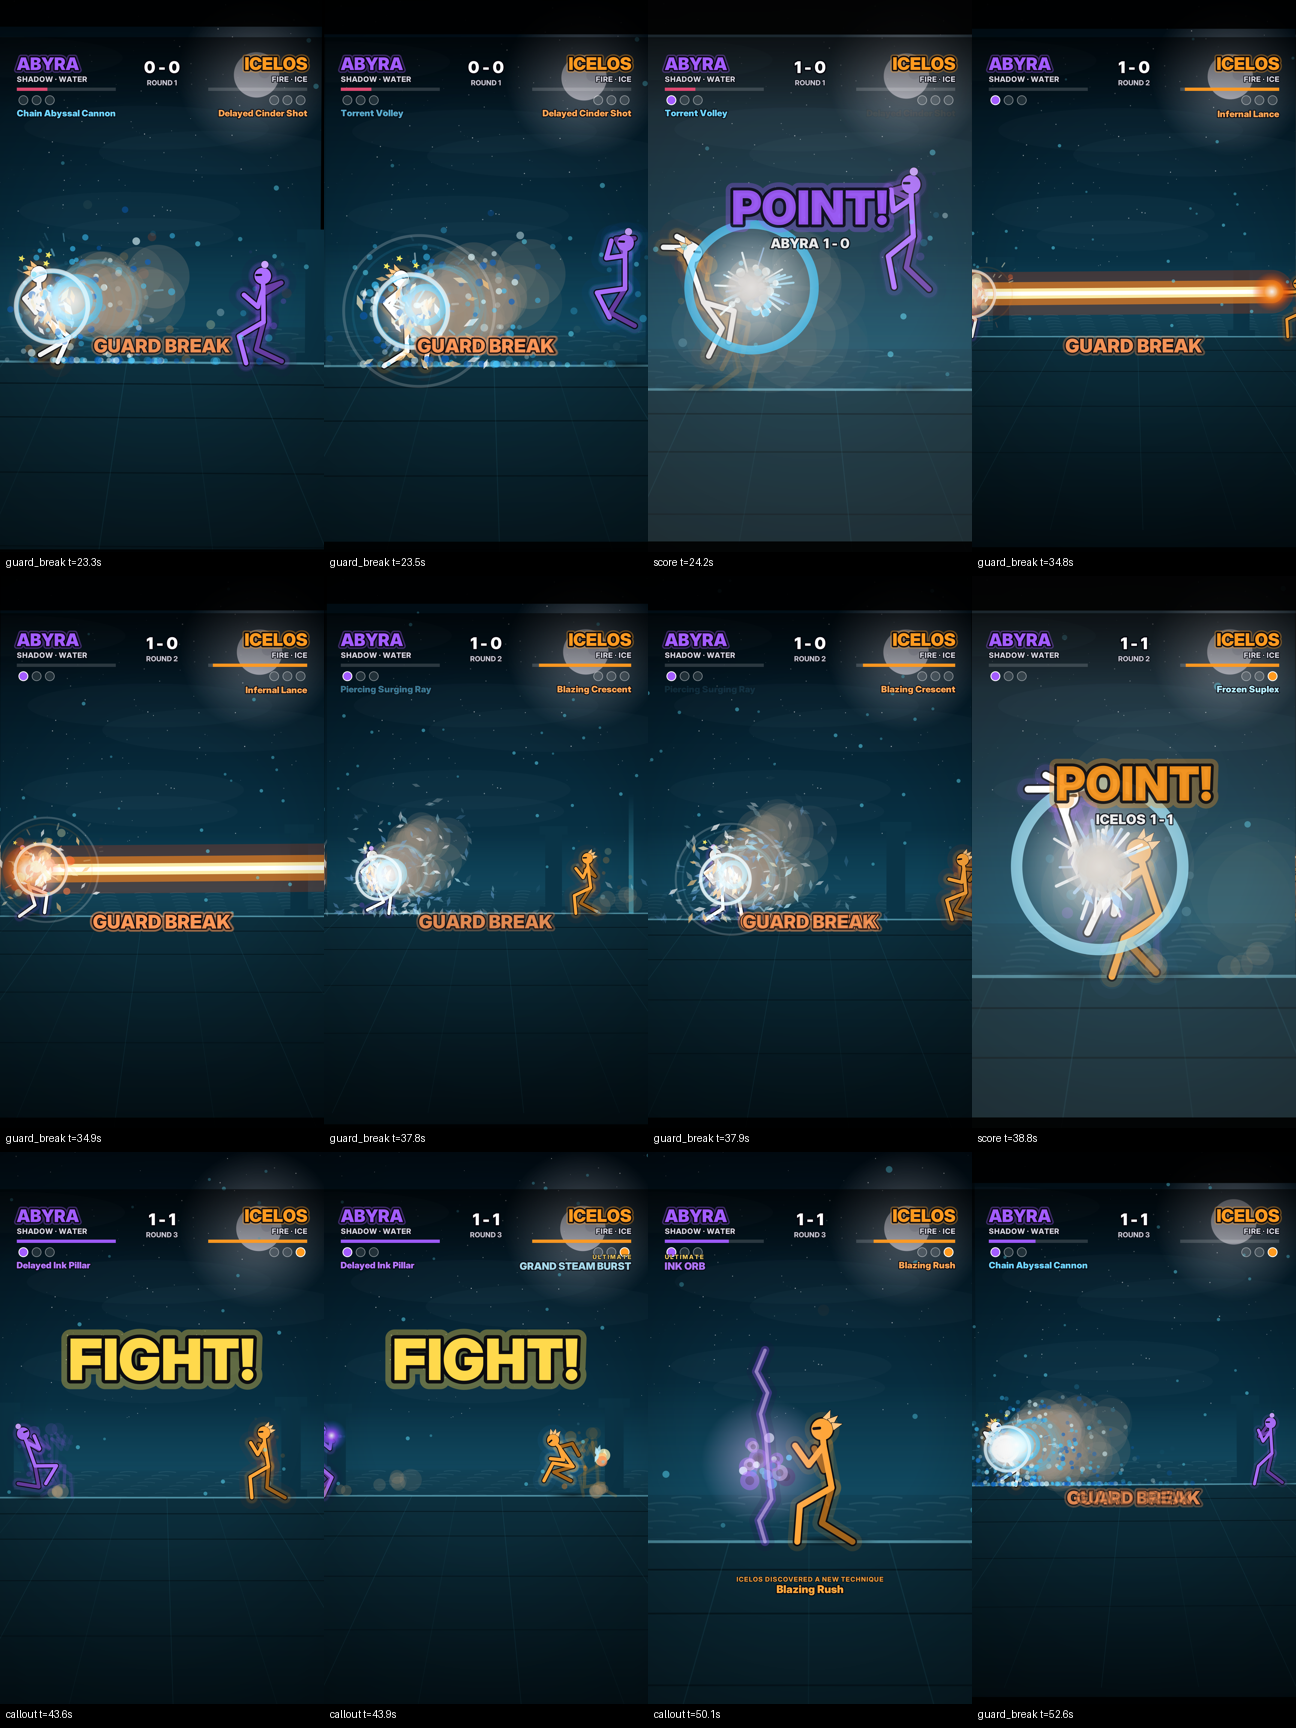 ABYRA
SHADOW · WATER
0-0
ROUND 1
ICELOS
FIRE · ICE
Chain Abyssal Cannon
Delayed Cinder Shot
GUARD BREAK
guard_break t=23.3s
ABYRA
SHADOW · WATER
0-0
ROUND 1
ICELOS
FIRE · ICE
Torrent Volley
Delayed Cinder Shot
GUARD BREAK
guard_break t=23.5s
ABYRA
SHADOW · WATER
1-0
ROUND 1
ICELOS
FIRE · ICE
Torrent Volley
POINT!
ABYRA 1-0
score t=24.2s
ABYRA
SHADOW · WATER
1-0
ROUND 2
ICELOS
FIRE · ICE
Infernal Lance
GUARD BREAK
guard_break t=34.8s
ABYRA
SHADOW · WATER
1-0
ROUND 2
ICELOS
FIRE · ICE
Infernal Lance
GUARD BREAK
guard_break t=34.9s
ABYRA
SHADOW · WATER
1-0
ROUND 2
ICELOS
FIRE · ICE
Piercing Surging Ray
Blazing Crescent
GUARD BREAK
guard_break t=37.8s
ABYRA
SHADOW · WATER
1-0
ROUND 2
ICELOS
FIRE · ICE
Piercing Surging Ray
Blazing Crescent
GUARD BREAK
guard_break t=37.9s
ABYRA
SHADOW · WATER
1-1
ROUND 2
ICELOS
FIRE · ICE
Frozen Suplex
POINT!
ICELOS 1-1
score t=38.8s
ABYRA
SHADOW · WATER
1-1
ROUND 3
ICELOS
FIRE · ICE
Delayed Ink Pillar
FIGHT!
callout t=43.6s
ABYRA
SHADOW · WATER
1-1
ROUND 3
ICELOS
FIRE · ICE
Delayed Ink Pillar
ULTIMATE
GRAND STEAM BURST
FIGHT!
callout t=43.9s
ABYRA
SHADOW · WATER
1-1
ROUND 3
ICELOS
FIRE · ICE
ULTIMATE
INK ORB
Blazing Rush
ICELOS DISCOVERED A NEW TECHNIQUE
Blazing Rush
callout t=50.1s
ABYRA
SHADOW · WATER
1-1
ROUND 3
ICELOS
FIRE · ICE
Chain Abyssal Cannon
GUARD BREAK
guard_break t=52.6s